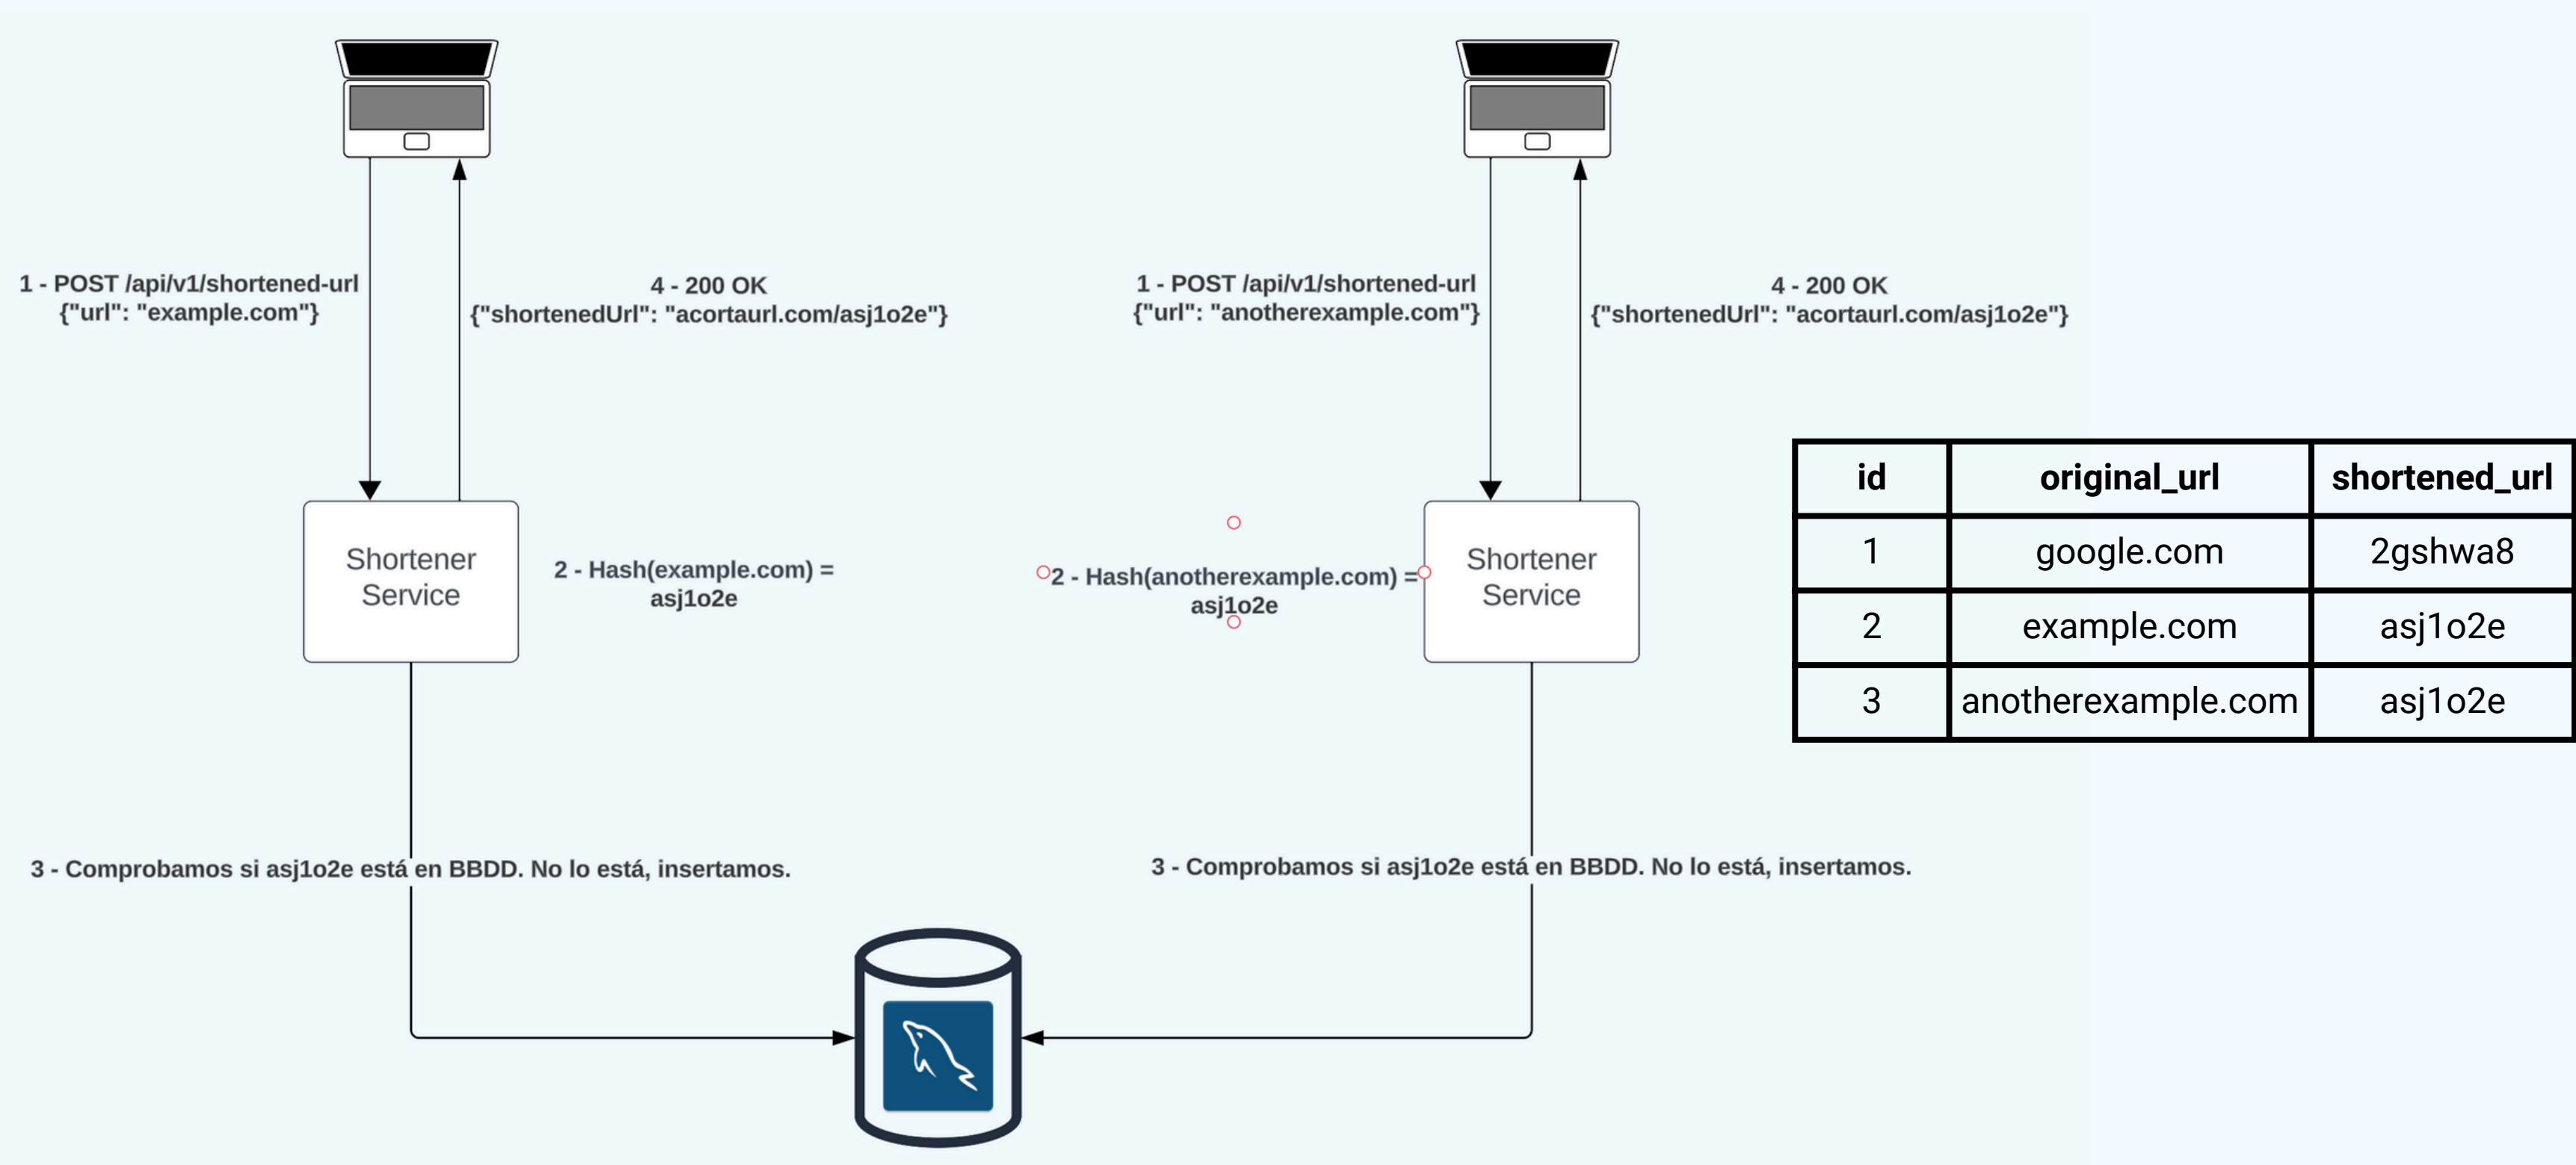 1 - POST /api/v1/shortened-url
{"url": "example.com"}
4 - 200 OK
{"shortenedUrl": "acortaurl.com/asj1o2e"}
1 - POST /api/v1/shortened-url
{"url": "anotherexample.com"}
4 - 200 OK
{"shortenedUrl": "acortaurl.com/asj1o2e"}
Shortener
Service
2 - Hash(example.com) =
asj1o2e
2 - Hash(anotherexample.com) =
asj1o2e
Shortener
Service
id original_url shortened_url
1 google.com 2gshwa8
2 example.com asj1o2e
3 anotherexample.com asj1o2e
3 - Comprobamos si asj1o2e está en BBDD. No lo está, insertamos.
3 - Comprobamos si asj1o2e está en BBDD. No lo está, insertamos.